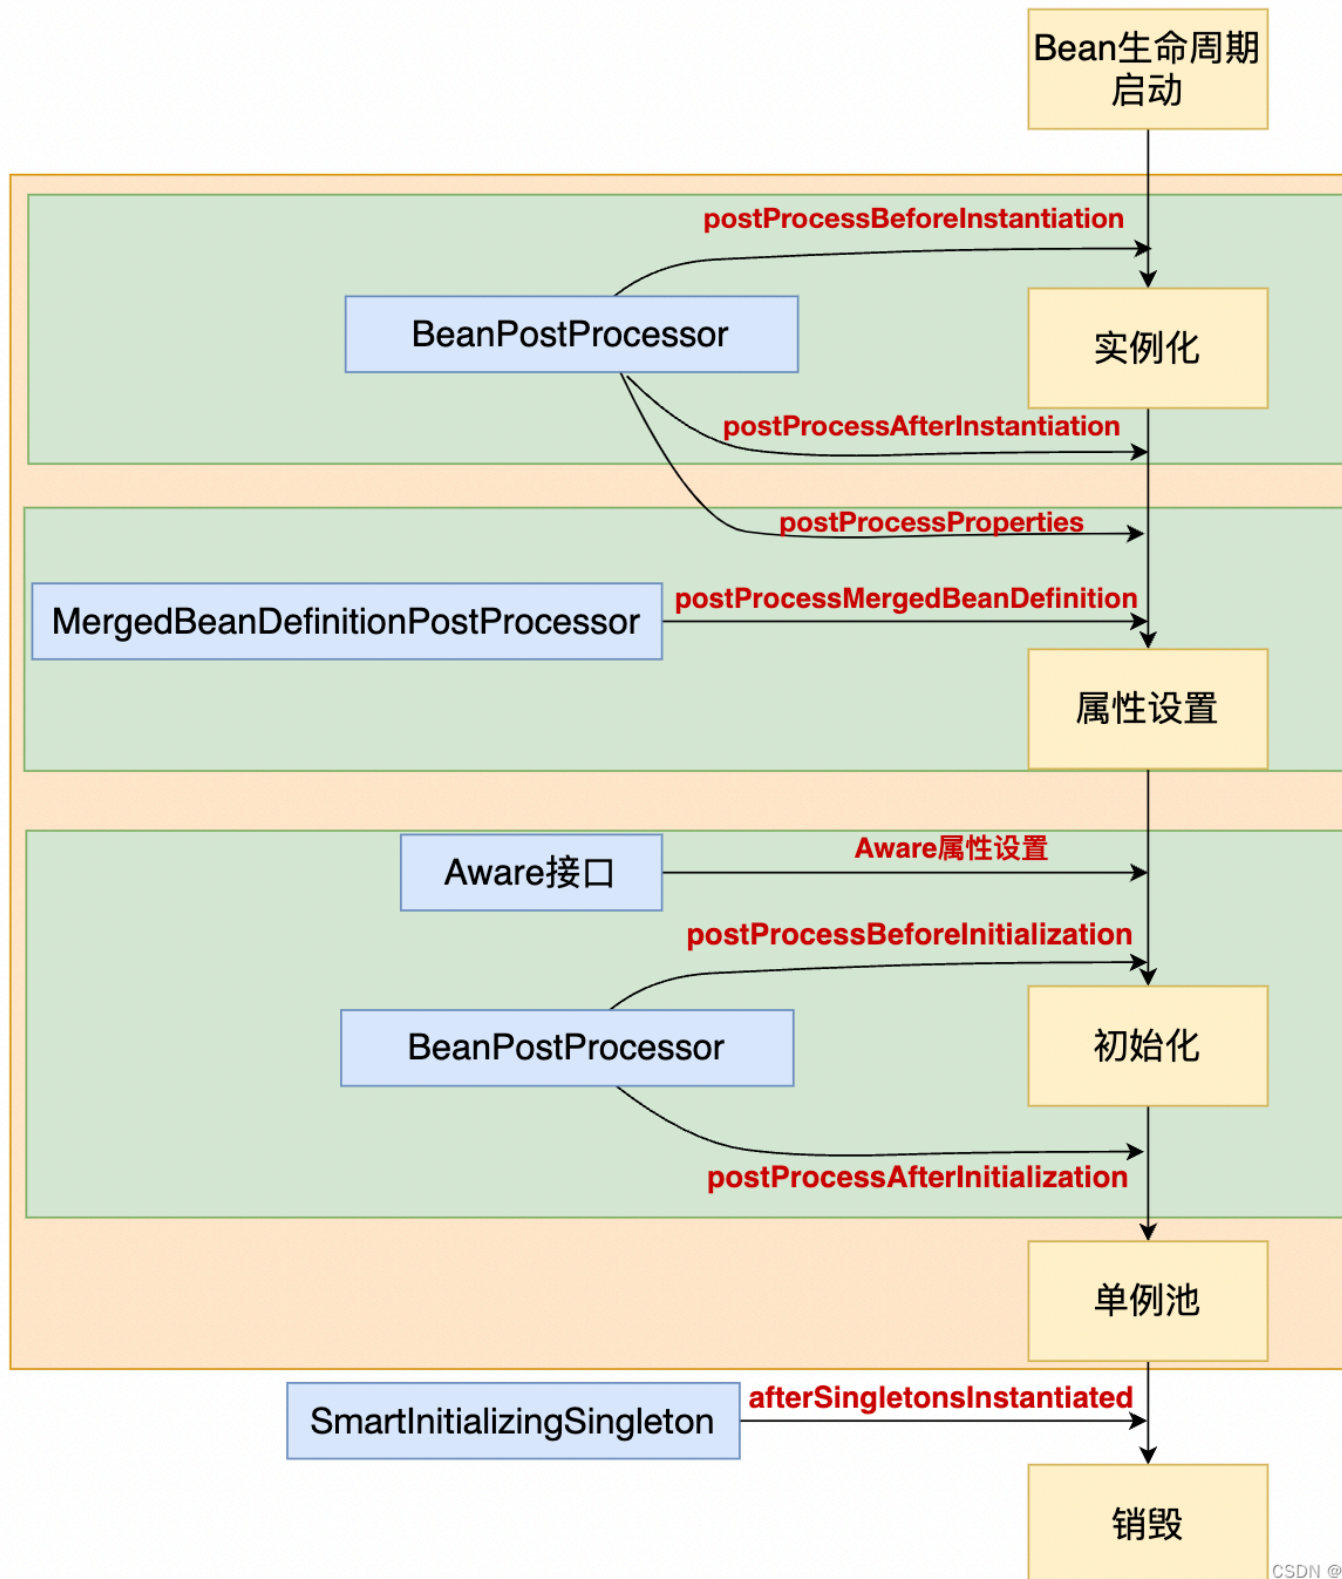 Bean生命周期
启动
postProcessBeforeInstantiation
BeanPostProcessor
实例化
postProcessAfterInstantiation
postProcessProperties
postProcessMergedBeanDefinition
MergedBeanDefinitionPostProcessor
属性设置
Aware属性设置
Aware接口
postProcessBeforeInitialization
BeanPostProcessor
初始化
postProcessAfterInitialization
单例池
afterSingletonsInstantiated
SmartInitializingSingleton
销毁
CSDN @